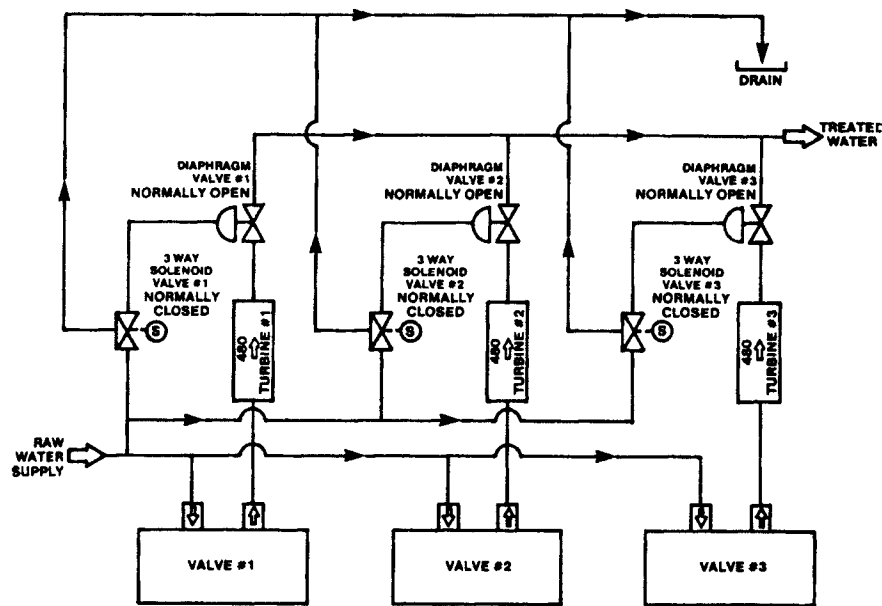 DRAIN
TREATED
WATER
DIAPHRAGM
VALVE #1
NORMALLY OPEN
DIAPHRAGM
VALVE #2
NORMALLY OPEN
DIAPHRAGM
VALVE #3
NORMALLY OPEN
3 WAY
SOLENOID
VALVE #1
NORMALLY
CLOSED
S
3 WAY
SOLENOID
VALVE #2
NORMALLY
CLOSED
S
3 WAY
SOLENOID
VALVE #3
NORMALLY
CLOSED
S
480
TURBINE #1
480
TURBINE #2
480
TURBINE #3
RAW
WATER
SUPPLY
VALVE #1
VALVE #2
VALVE #3